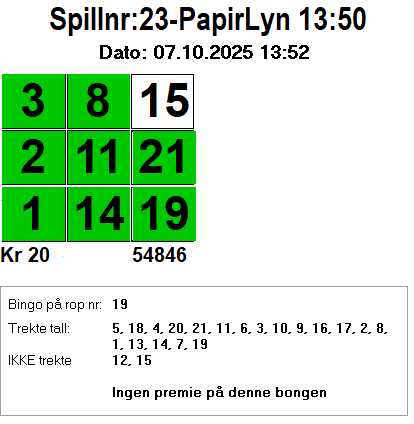 Spillnr:23-PapirLyn 13:50
Dato: 07.10.2025 13:52
3 8 15
2 11 21
1 14 19
Kr 20 54846
Bingo på rop nr: 19
Trekte tall: 5, 18, 4, 20, 21, 11, 6, 3, 10, 9, 16, 17, 2, 8,
1, 13, 14, 7, 19
IKKE trekte 12, 15
Ingen premie på denne bongen